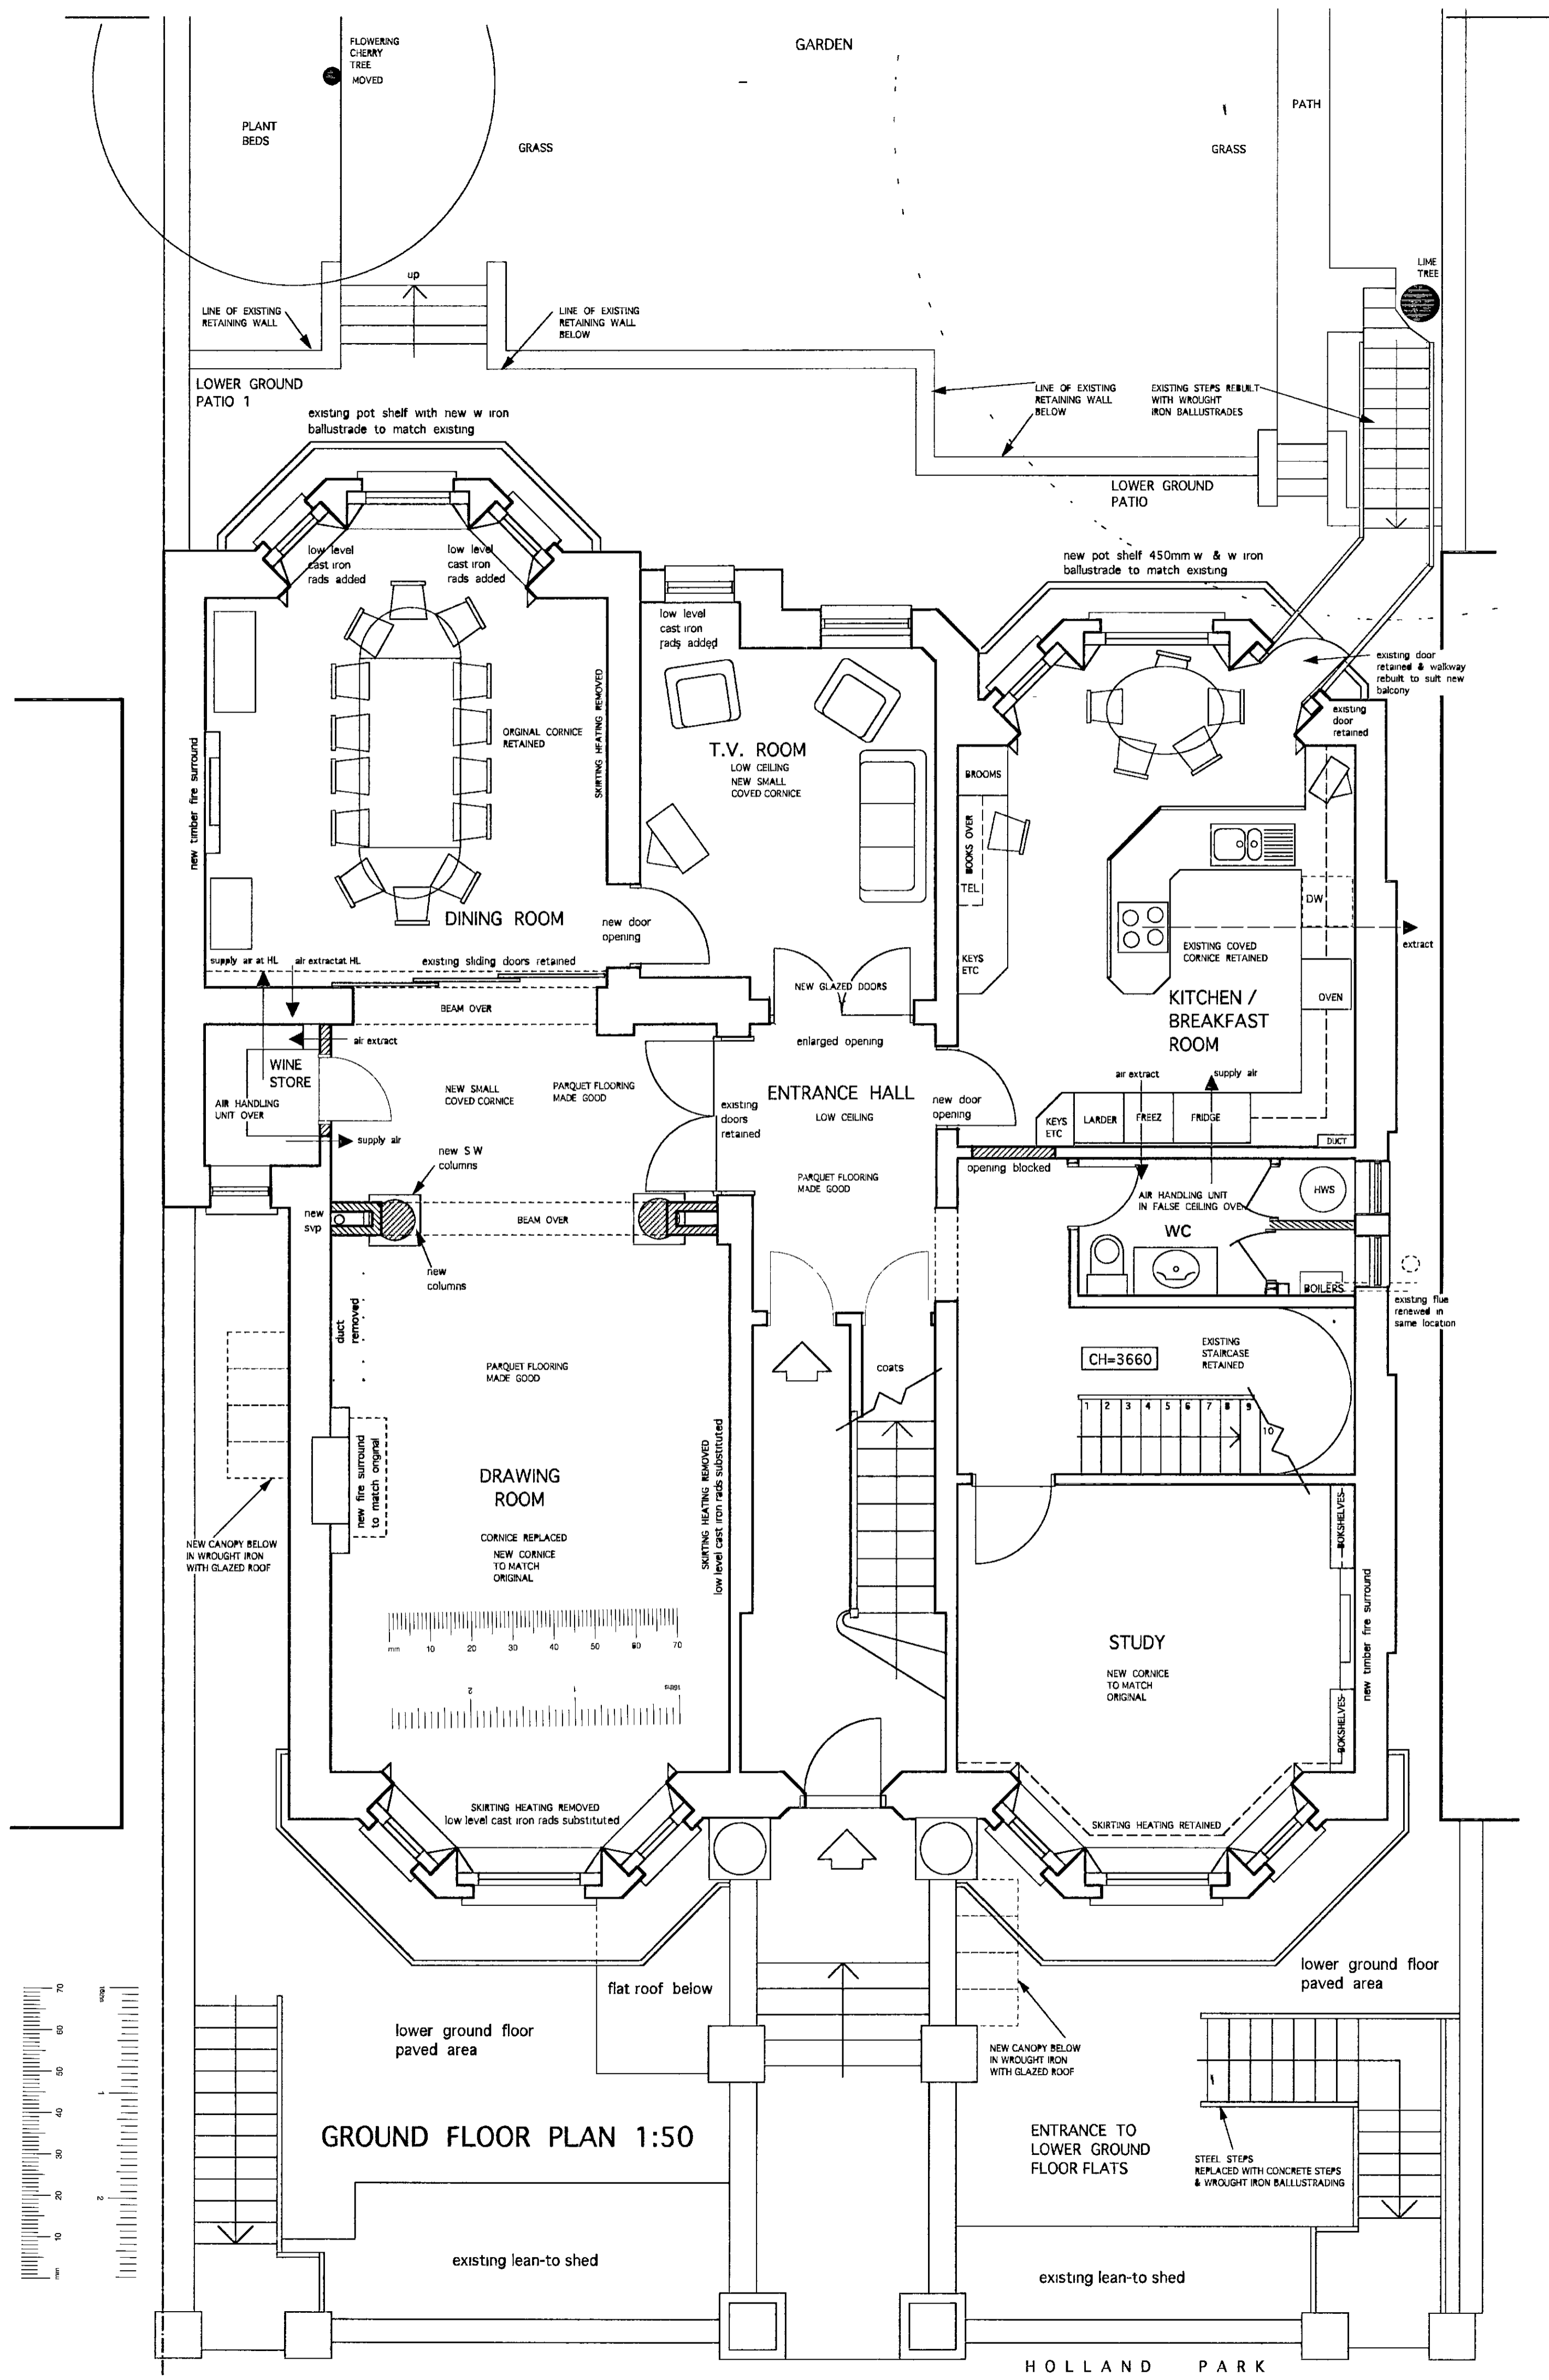 GARDEN
FLOWERING
CHERRY
TREE
MOVED
PLANT
BEDS
GRASS
PATH
GRASS
LIME
TREE
up
LINE OF EXISTING
RETAINING WALL
LINE OF EXISTING
RETAINING WALL
BELOW
LOWER GROUND
PATIO 1
LINE OF EXISTING
RETAINING WALL
BELOW
EXISTING STEPS REBUILT
WITH WROUGHT
IRON BALLUSTRADES
existing pot shelf with new w iron
ballustrade to match existing
LOWER GROUND
PATIO
low level
cast iron
rads added
low level
cast iron
rads added
new pot shelf 450mm w & w iron
ballustrade to match existing
low level
cast iron
rads added
existing door
retained & walkway
rebuilt to suit new
balcony
existing
door
retained
new timber fire surround
ORGINAL CORNICE
RETAINED
SKIRTING HEATING REMOVED
T.V. ROOM
LOW CEILING
NEW SMALL
COVED CORNICE
BROOMS
BOOKS OVER
TEL
KEYS
ETC
DW
extract
EXISTING COVED
CORNICE RETAINED
OVEN
KITCHEN /
BREAKFAST
ROOM
DINING ROOM
new door
opening
supply air at HL
air extractat HL
existing sliding doors retained
BEAM OVER
NEW GLAZED DOORS
enlarged opening
air extract
WINE
STORE
AIR HANDLING
UNIT OVER
supply air
NEW SMALL
COVED CORNICE
PARQUET FLOORING
MADE GOOD
existing
doors
retained
ENTRANCE HALL
LOW CEILING
new door
opening
air extract
supply air
KEYS
ETC
LARDER
FREEZ
FRIDGE
DUCT
opening blocked
PARQUET FLOORING
MADE GOOD
new S W
columns
new
svp
BEAM OVER
new
columns
AIR HANDLING UNIT
IN FALSE CEILING OVER
HWS
WC
BOILERS
existing flue
renewed in
same location
duct
removed
PARQUET FLOORING
MADE GOOD
coats
CH=3660
EXISTING
STAIRCASE
RETAINED
1 2 3 4 5 6 7 8 9 10
new fire surround
to match original
DRAWING
ROOM
CORNICE REPLACED
NEW CORNICE
TO MATCH
ORIGINAL
SKIRTING HEATING REMOVED
low level cast iron rads substituted
NEW CANOPY BELOW
IN WROUGHT IRON
WITH GLAZED ROOF
BOKSHELVES
new timber fire surround
STUDY
NEW CORNICE
TO MATCH
ORIGINAL
BOKSHELVES
mm 10 20 30 40 50 60 70
2 1
SKIRTING HEATING REMOVED
low level cast iron rads substituted
SKIRTING HEATING RETAINED
flat roof below
lower ground floor
paved area
lower ground floor
paved area
NEW CANOPY BELOW
IN WROUGHT IRON
WITH GLAZED ROOF
70
60
50
40
30
20
10
mm
1
2
GROUND FLOOR PLAN 1:50
ENTRANCE TO
LOWER GROUND
FLOOR FLATS
STEEL STEPS
REPLACED WITH CONCRETE STEPS
& WROUGHT IRON BALLUSTRADING
existing lean-to shed
existing lean-to shed
HOLLAND PARK